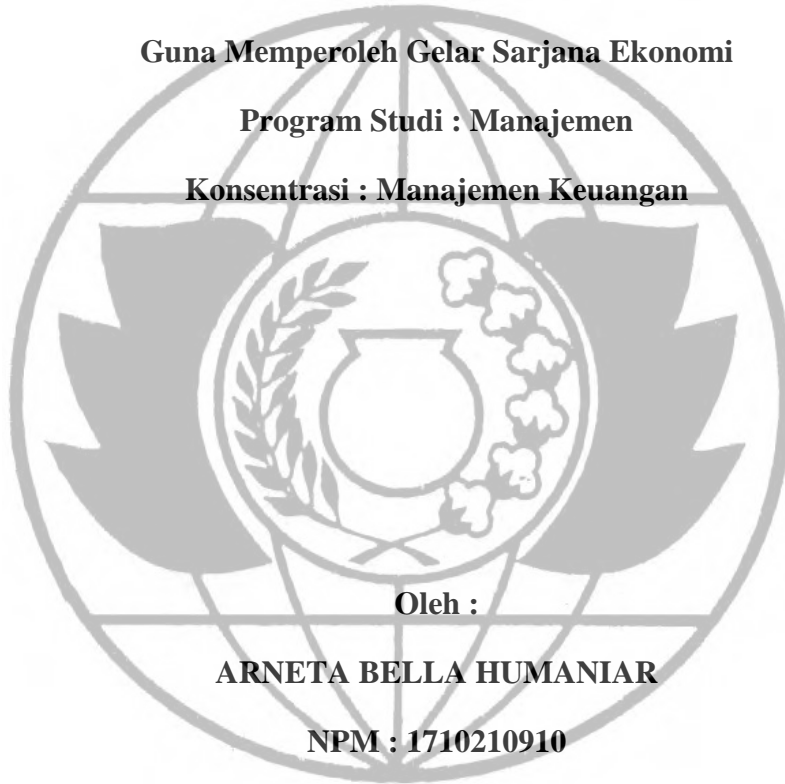 Guna Memperoleh Gelar Sarjana Ekonomi
Program Studi : Manajemen
Konsentrasi : Manajemen Keuangan
Oleh :
ARNETA BELLA HUMANIAR
NPM : 1710210910